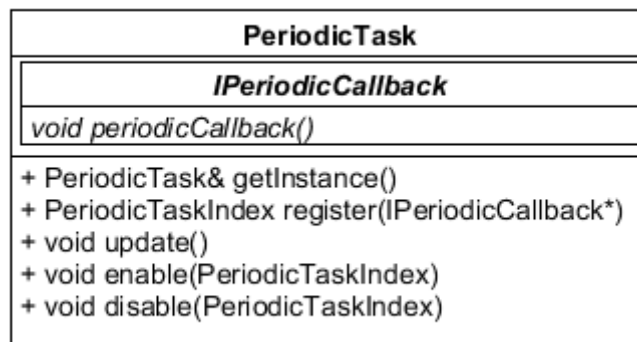 PeriodicTask
IPeriodicCallback
void periodicCallback()
+ PeriodicTask& getInstance()
+ PeriodicTaskIndex register(IPeriodicCallback*)
+ void update()
+ void enable(PeriodicTaskIndex)
+ void disable(PeriodicTaskIndex)